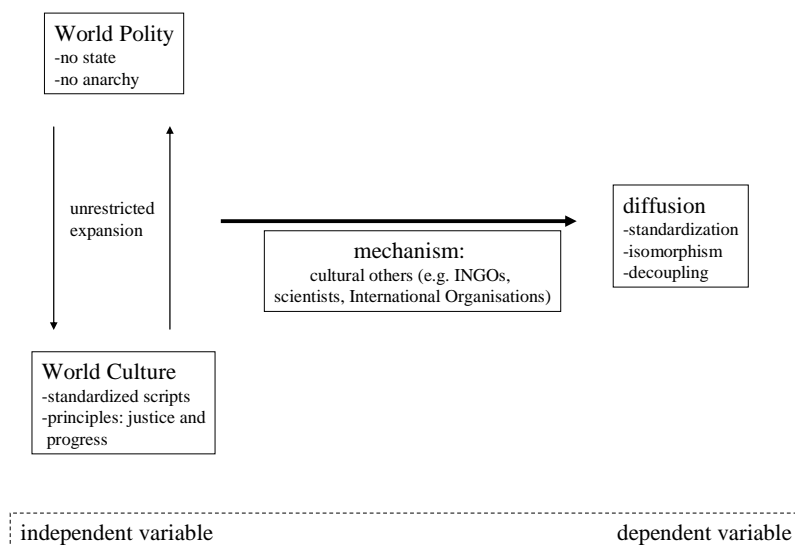 World Polity
-no state
-no anarchy
unrestricted
expansion
mechanism:
cultural others (e.g. INGOs,
scientists, International Organisations)
diffusion
-standardization
-isomorphism
-decoupling
World Culture
-standardized scripts
-principles: justice and
progress
independent variable
dependent variable